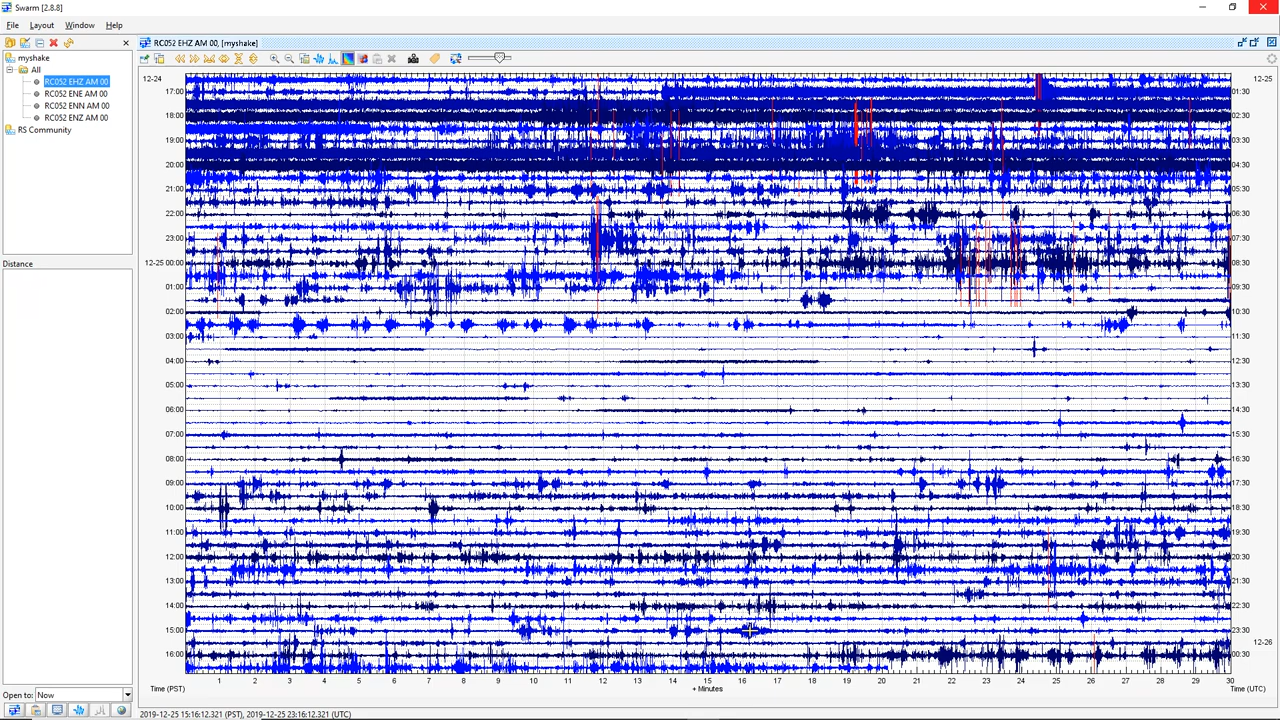 Swarm [2.8.8]
File Layout Window Help
RC052 EHZ AM 00, [myshake]
myshake
All
RC052 EHZ AM 00
RC052 ENE AM 00
RC052 ENN AM 00
RC052 ENZ AM 00
RS Community
Distance
Open to: Now
12-24 12-25
17:00 01:30
18:00 02:30
19:00 03:30
20:00 04:30
21:00 05:30
22:00 06:30
23:00 07:30
12-25 00:00 08:30
01:00 09:30
02:00 10:30
03:00 11:30
04:00 12:30
05:00 13:30
06:00 14:30
07:00 15:30
08:00 16:30
09:00 17:30
10:00 18:30
11:00 19:30
12:00 20:30
13:00 21:30
14:00 22:30
15:00 23:30
12-26
16:00 00:30
1 2 3 4 5 6 7 8 9 10 11 12 13 14 15 16 17 18 19 20 21 22 23 24 25 26 27 28 29 30
Time (PST) + Minutes Time (UTC)
2019-12-25 15:16:12.321 (PST), 2019-12-25 23:16:12.321 (UTC)